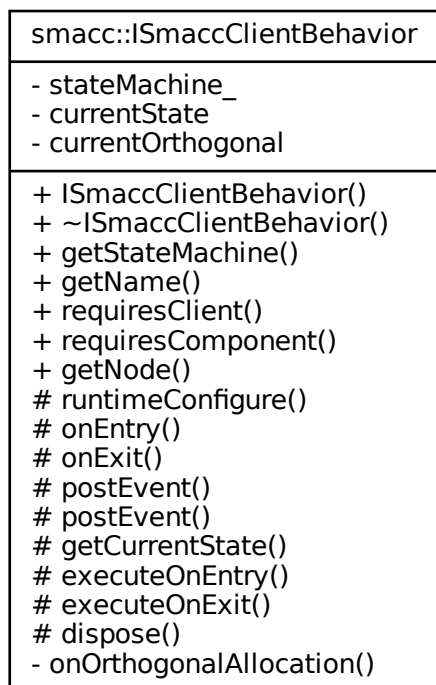 smacc::ISmaccClientBehavior
- stateMachine_
- currentState
- currentOrthogonal
+ ISmaccClientBehavior()
+ ~ISmaccClientBehavior()
+ getStateMachine()
+ getName()
+ requiresClient()
+ requiresComponent()
+ getNode()
# runtimeConfigure()
# onEntry()
# onExit()
# postEvent()
# postEvent()
# getCurrentState()
# executeOnEntry()
# executeOnExit()
# dispose()
- onOrthogonalAllocation()